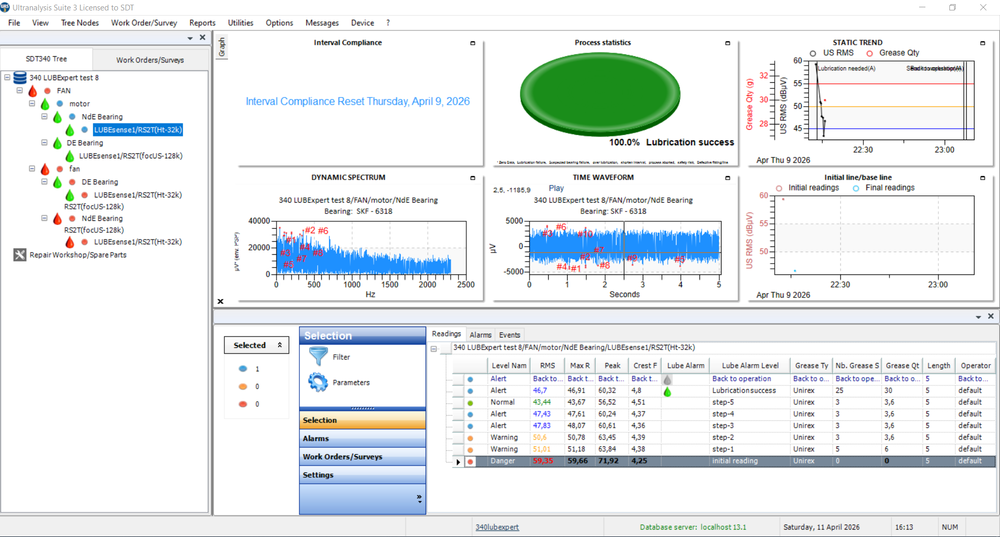 Ultranalysis Suite 3 Licensed to SDT
File View Tree Nodes Work Order/Survey Reports Utilities Options Messages Device ?
SDT340 Tree
Work Orders/Surveys
340 LUBExpert test 8
FAN
motor
NdE Bearing
LUBEsense1/RS2T(Ht-32k)
DE Bearing
LUBEsense1/RS2T(focUS-128k)
fan
DE Bearing
LUBEsense1/RS2T(Ht-32k)
RS2T(focUS-128k)
NdE Bearing
RS2T(focUS-128k)
LUBEsense1/RS2T(Ht-32k)
Repair Workshop/Spare Parts
Graph
Interval Compliance
Interval Compliance Reset Thursday, April 9, 2026
Process statistics
100.0% Lubrication success
* Zero Data, Lubrication failure, Suspected bearing failure, over lubrication, shorten interval, process aborted, safety risk, Defective fitting/line
STATIC TREND
US RMS Grease Qty
Lubrication needed(A)
Grease Qty (g)
32
30
28
US RMS (dBµV)
60
55
50
45
22:30 23:00
Apr Thu 9 2026
DYNAMIC SPECTRUM
340 LUBExpert test 8/FAN/motor/NdE Bearing
Bearing: SKF - 6318
µV* (env. PSP)
40000
20000
0
#2 #6
#4
#3 #8
#7
#5
0 500 1000 1500 2000 2500
Hz
TIME WAVEFORM
2,5, -1185,9 Play
340 LUBExpert test 8/FAN/motor/NdE Bearing
Bearing: SKF - 6318
µV
5000
0
-5000
#6
#3 #10
#7
#2 #9 #5
#4 #1 #8
0 1 2 3 4 5
Seconds
Initial line/base line
Initial readings Final readings
US RMS (dBµV)
60
55
50
22:30 23:00
Apr Thu 9 2026
Selected
1
0
0
Selection
Filter
Parameters
Selection
Alarms
Work Orders/Surveys
Settings
Readings Alarms Events
340 LUBExpert test 8/FAN/motor/NdE Bearing/LUBEsense1/RS2T(Ht-32k)
Level Nam RMS Max R Peak Crest F Lube Alarm Lube Alarm Level Grease Ty Nb. Grease S Grease Qt Length Operator
Alert Back to... Back t... Back t... Back t... Back to operation Back to o... Back to ope... Back to o... 5 Back to...
Alert 46,7 46,91 60,32 4,8 Lubrication success Unirex 25 30 5 default
Normal 43,44 43,67 56,52 4,51 step-5 Unirex 3 3,6 5 default
Alert 47,43 47,61 60,24 4,37 step-4 Unirex 3 3,6 5 default
Alert 47,83 48,07 60,61 4,36 step-3 Unirex 3 3,6 5 default
Warning 50,6 50,78 63,45 4,39 step-2 Unirex 3 3,6 5 default
Warning 51,01 51,18 63,84 4,38 step-1 Unirex 5 6 5 default
Danger 59,35 59,66 71,92 4,25 initial reading Unirex 0 0 5 default
340lubexpert
Database server: localhost 13.1
Saturday, 11 April 2026
16:13
NUM